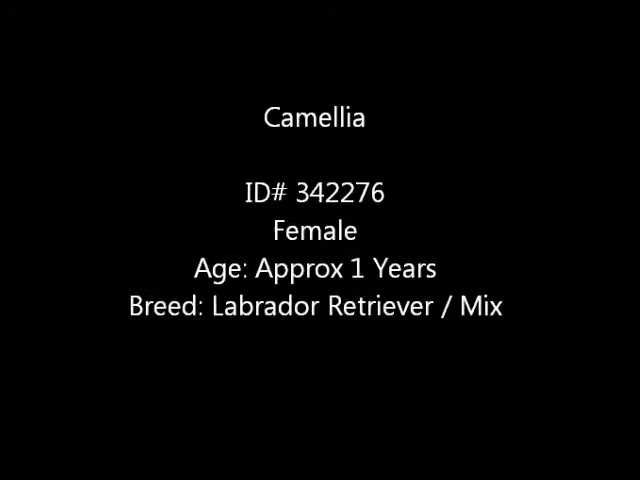 Camellia
ID# 342276
Female
Age: Approx 1 Years
Breed: Labrador Retriever / Mix